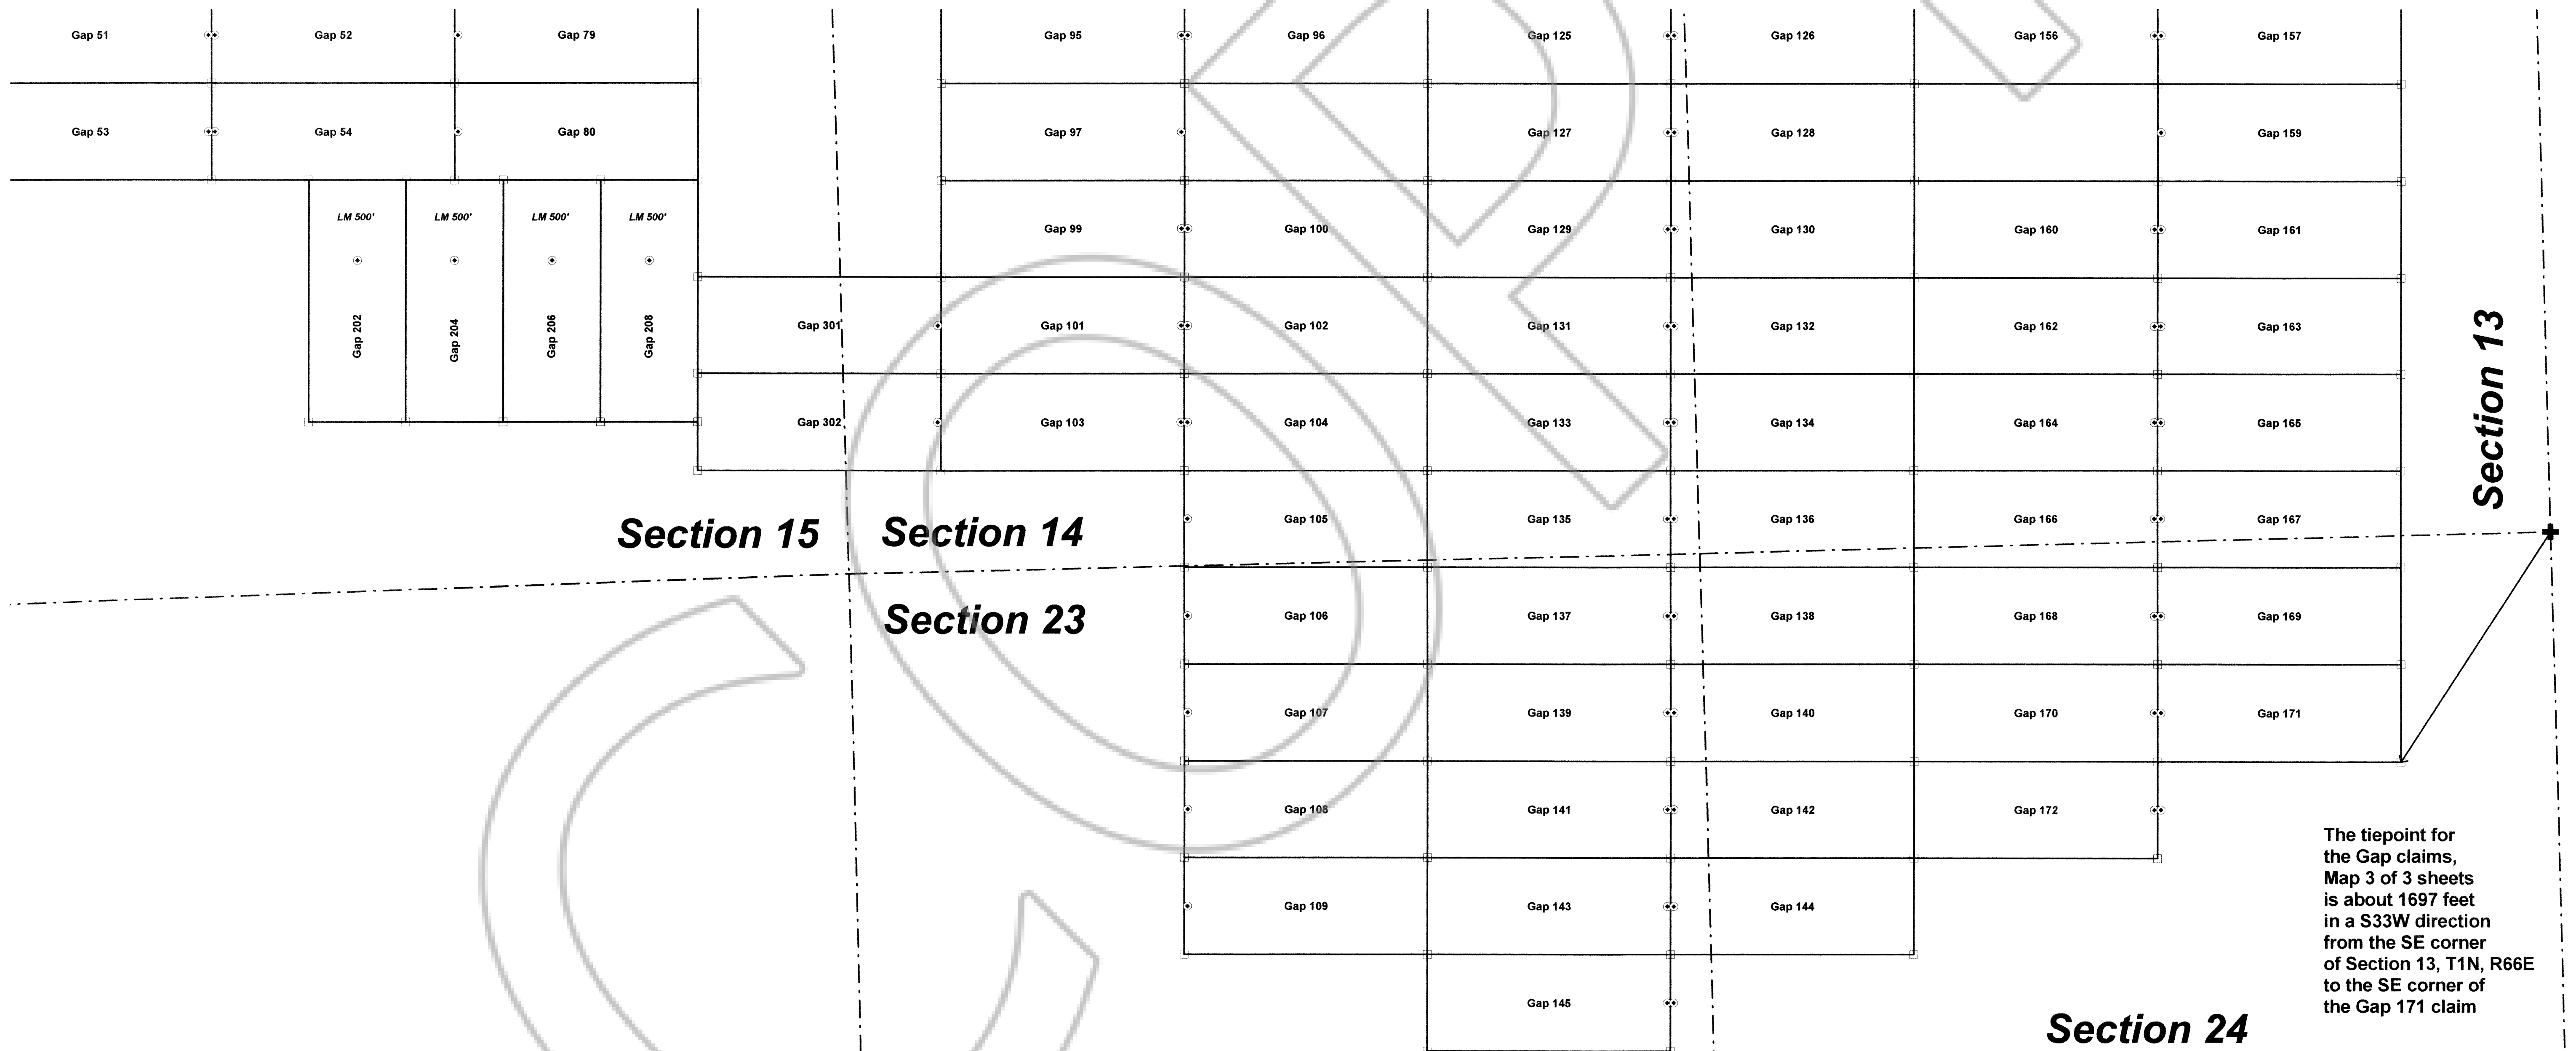 Gap 51 Gap 52 Gap 79 Gap 95 Gap 96 Gap 125 Gap 126 Gap 156 Gap 157
Gap 53 Gap 54 Gap 80 Gap 97 Gap 127 Gap 128 Gap 159
LM 500' LM 500' LM 500' LM 500' Gap 99 Gap 100 Gap 129 Gap 130 Gap 160 Gap 161
Gap 202 Gap 204 Gap 206 Gap 208 Gap 301 Gap 101 Gap 102 Gap 131 Gap 132 Gap 162 Gap 163
Section 13
Gap 302 Gap 103 Gap 104 Gap 133 Gap 134 Gap 164 Gap 165
Section 15 Section 14 Gap 105 Gap 135 Gap 136 Gap 166 Gap 167
Section 23 Gap 106 Gap 137 Gap 138 Gap 168 Gap 169
Gap 107 Gap 139 Gap 140 Gap 170 Gap 171
Gap 108 Gap 141 Gap 142 Gap 172
Gap 109 Gap 143 Gap 144
Gap 145
The tiepoint for
the Gap claims,
Map 3 of 3 sheets
is about 1697 feet
in a S33W direction
from the SE corner
of Section 13, T1N, R66E
to the SE corner of
the Gap 171 claim
Section 24